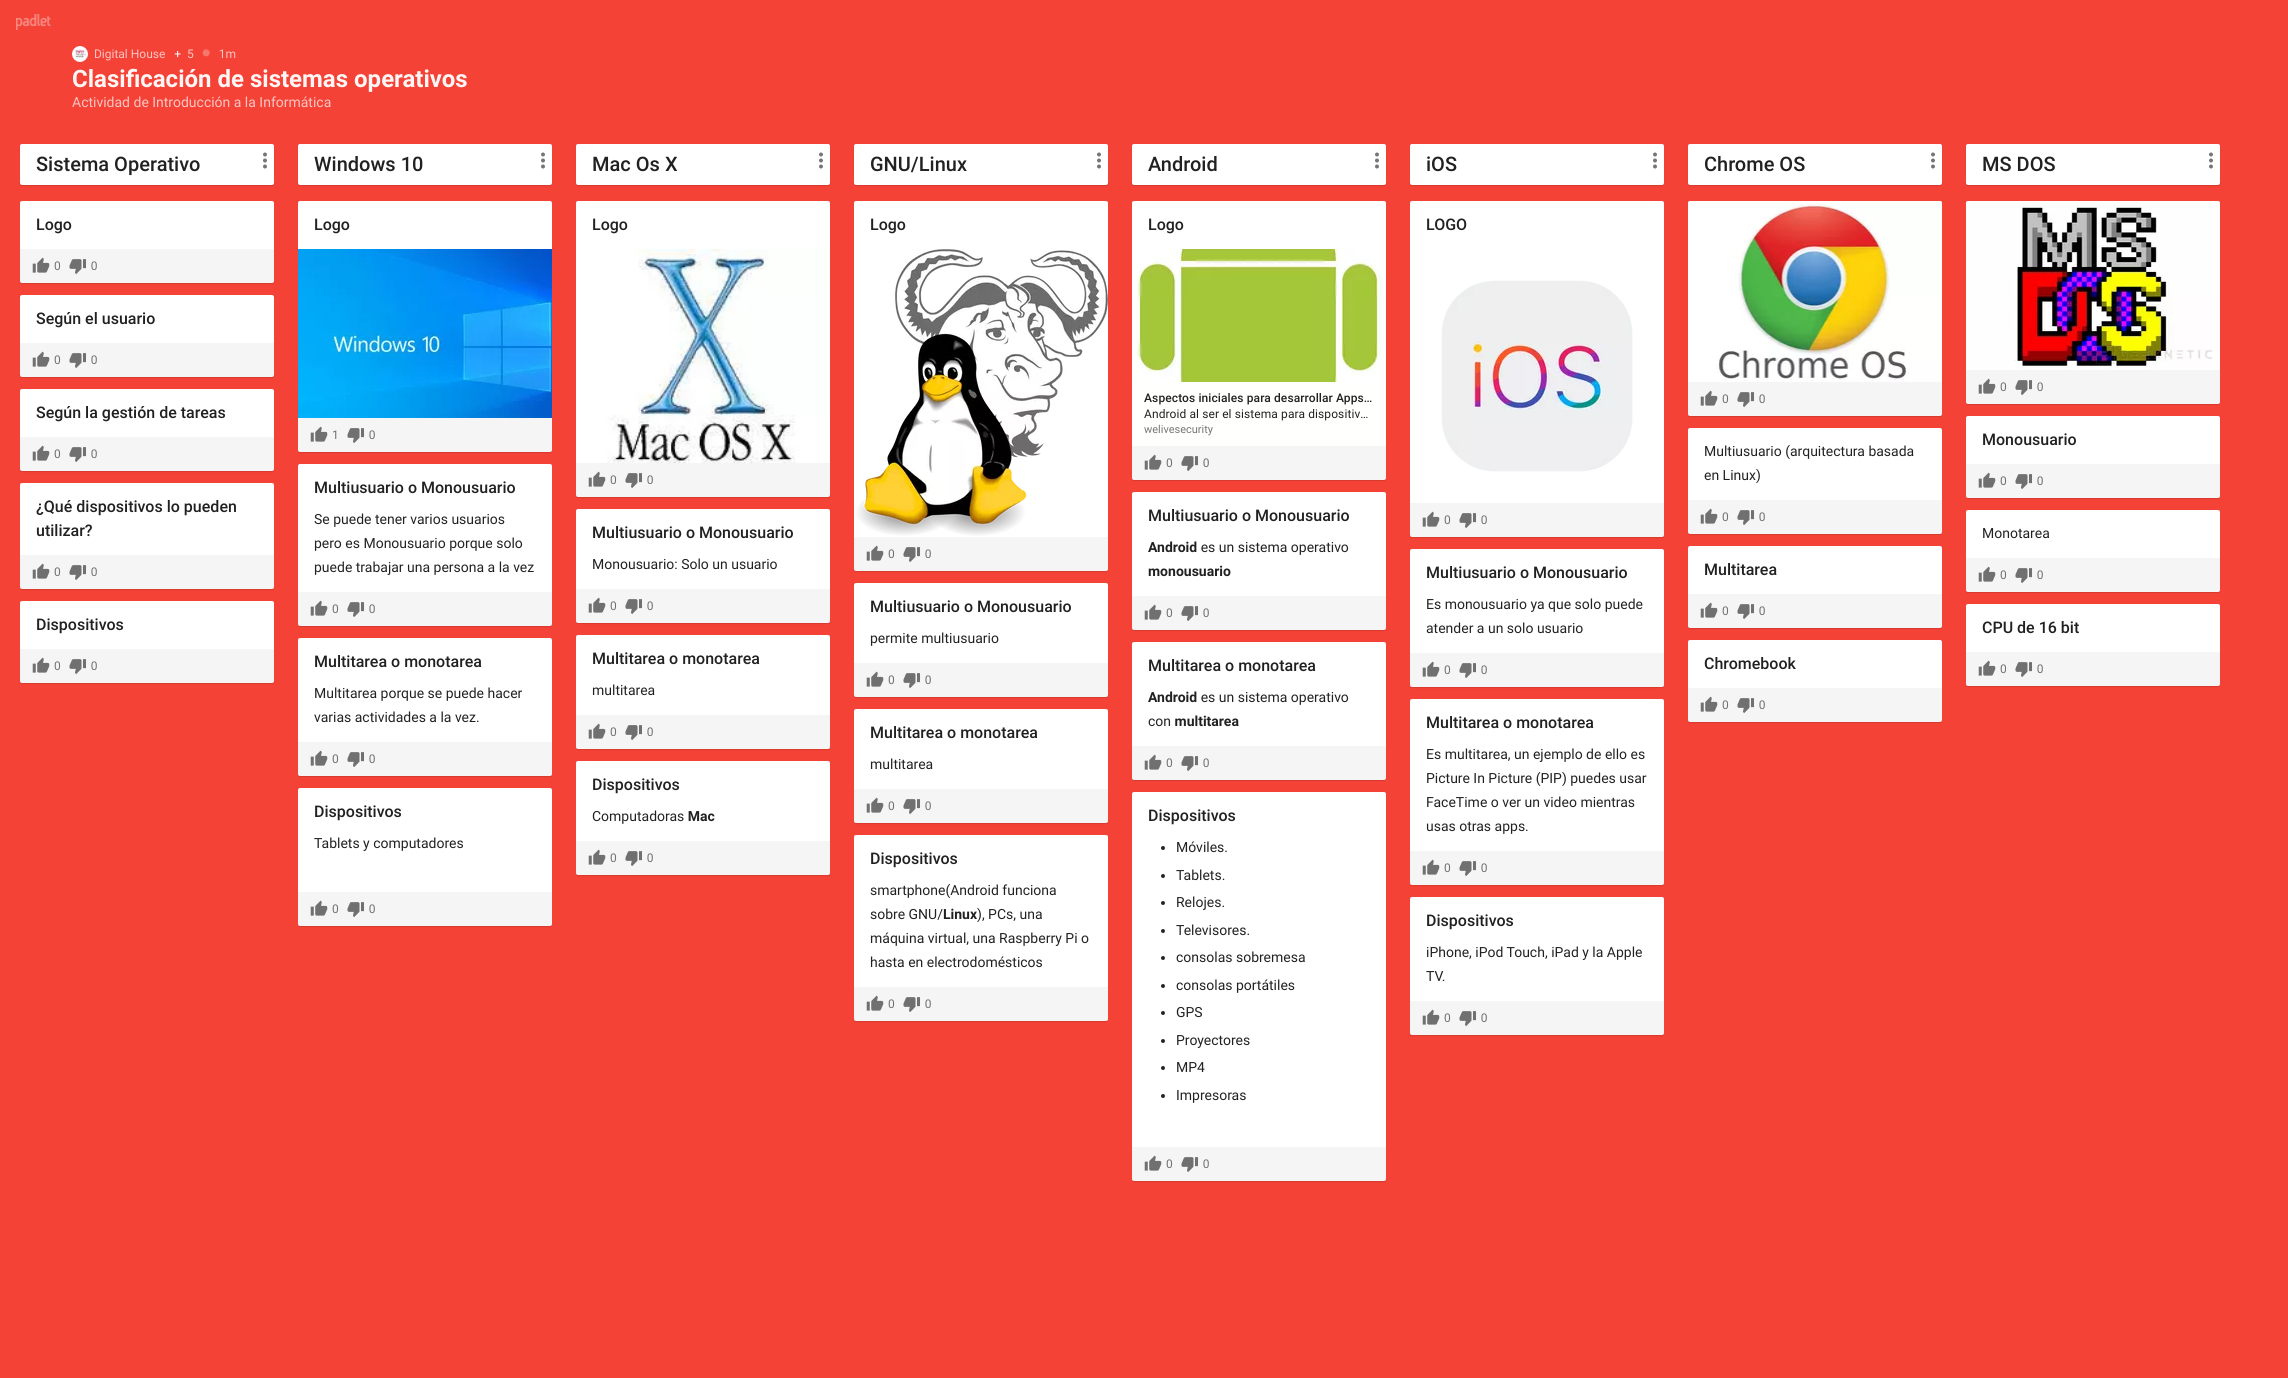 padlet
Digital House + 5 1m
Clasificación de sistemas operativos
Actividad de Introducción a la Informática
Sistema Operativo
Logo
0 0
Según el usuario
0 0
Según la gestión de tareas
0 0
¿Qué dispositivos lo pueden
utilizar?
0 0
Dispositivos
0 0
Windows 10
Logo
Windows 10
1 0
Multiusuario o Monousuario
Se puede tener varios usuarios
pero es Monousuario porque solo
puede trabajar una persona a la vez
0 0
Multitarea o monotarea
Multitarea porque se puede hacer
varias actividades a la vez.
0 0
Dispositivos
Tablets y computadores
0 0
Mac Os X
Logo
X
Mac OS X
0 0
Multiusuario o Monousuario
Monousuario: Solo un usuario
0 0
Multitarea o monotarea
multitarea
0 0
Dispositivos
Computadoras Mac
0 0
GNU/Linux
Logo
0 0
Multiusuario o Monousuario
permite multiusuario
0 0
Multitarea o monotarea
multitarea
0 0
Dispositivos
smartphone(Android funciona
sobre GNU/Linux), PCs, una
máquina virtual, una Raspberry Pi o
hasta en electrodomésticos
0 0
Android
Logo
Aspectos iniciales para desarrollar Apps...
Android al ser el sistema para dispositiv...
welivesecurity
0 0
Multiusuario o Monousuario
Android es un sistema operativo
monousuario
0 0
Multitarea o monotarea
Android es un sistema operativo
con multitarea
0 0
Dispositivos
• Móviles.
• Tablets.
• Relojes.
• Televisores.
• consolas sobremesa
• consolas portátiles
• GPS
• Proyectores
• MP4
• Impresoras
0 0
iOS
LOGO
iOS
0 0
Multiusuario o Monousuario
Es monousuario ya que solo puede
atender a un solo usuario
0 0
Multitarea o monotarea
Es multitarea, un ejemplo de ello es
Picture In Picture (PIP) puedes usar
FaceTime o ver un video mientras
usas otras apps.
0 0
Dispositivos
iPhone, iPod Touch, iPad y la Apple
TV.
0 0
Chrome OS
Chrome OS
0 0
Multiusuario (arquitectura basada
en Linux)
0 0
Multitarea
0 0
Chromebook
0 0
MS DOS
MS
DOS
0 0
Monousuario
0 0
Monotarea
0 0
CPU de 16 bit
0 0